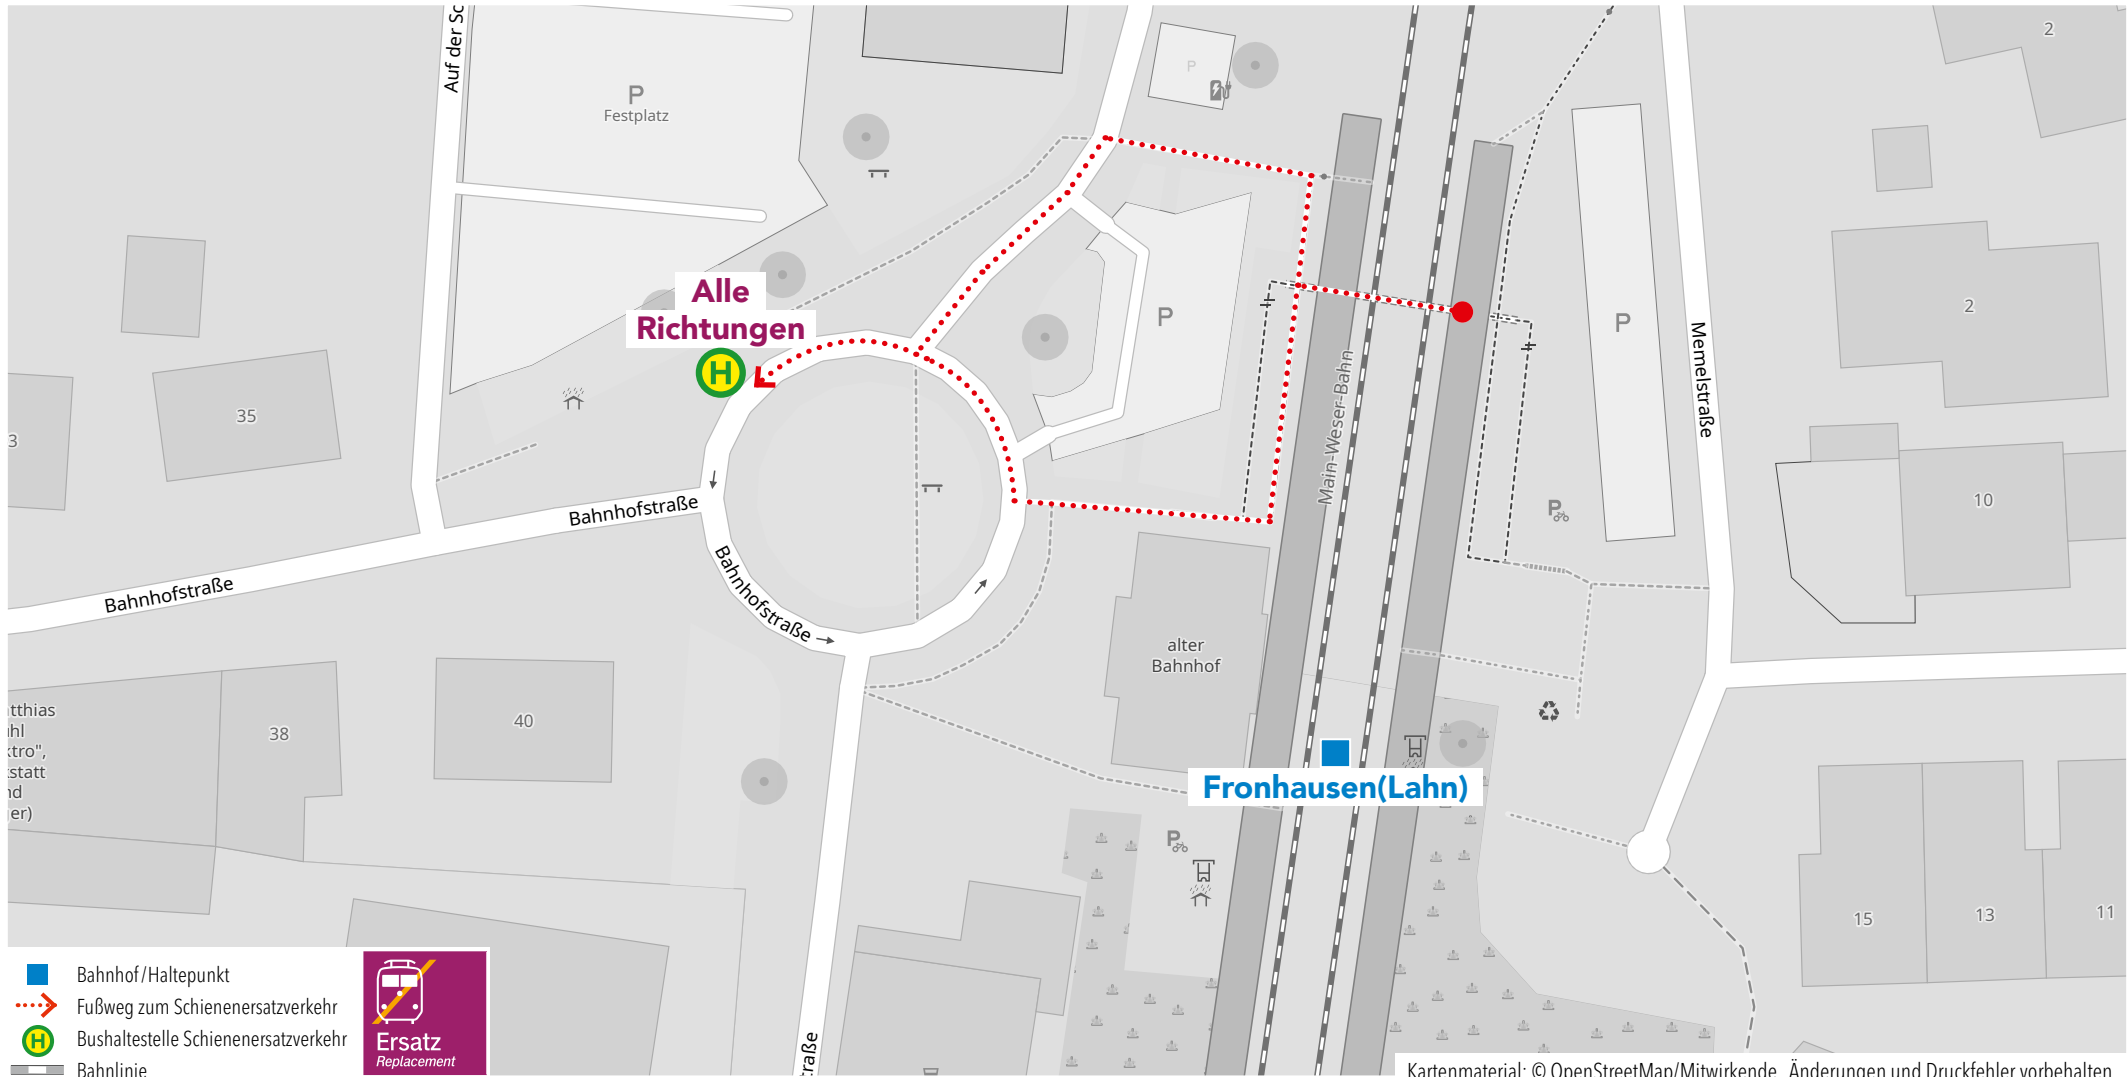 Auf der Sc
P
Festplatz
P
2
Alle
Richtungen
H
P
P
2
Memelstraße
Main-Weser-Bahn
35
3
10
P
Bahnhofstraße
Bahnhofstraße
Bahnhofstraße
alter
Bahnhof
38
40
Fronhausen(Lahn)
P
15
13
11
Bahnhof/Haltepunkt
Fußweg zum Schienenersatzverkehr
H
Bushaltestelle Schienenersatzverkehr
Bahnlinie
Ersatz
Replacement
Kartenmaterial: © OpenStreetMap/Mitwirkende, Änderungen und Druckfehler vorbehalten